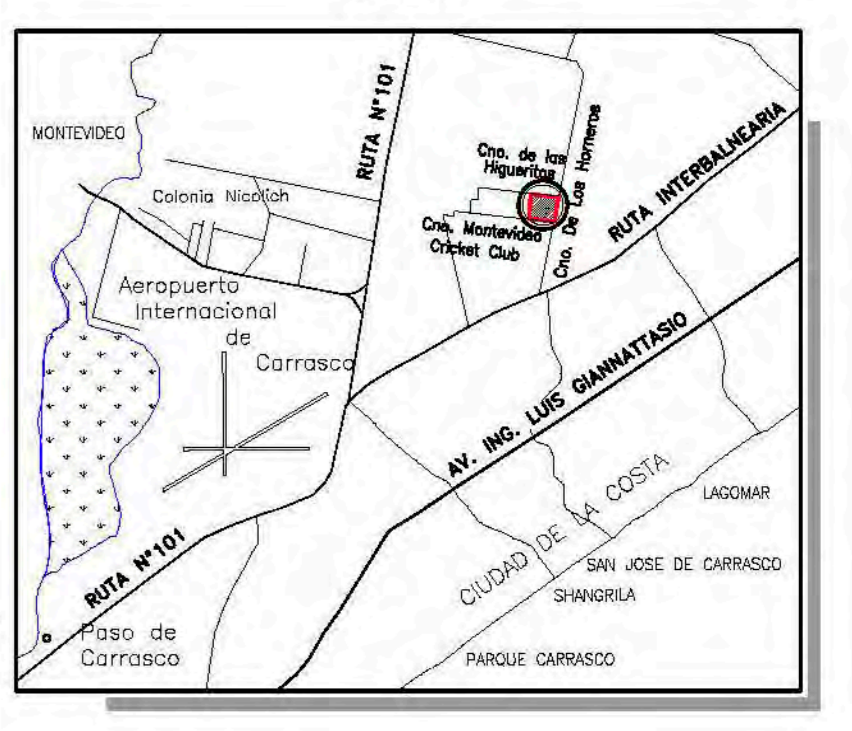 MONTEVIDEO
RUTA N°101
Colonia Nicolich
Cno. de las
Higueritas
Cno. De Los Horneros
Cno. Montevideo
Cricket Club
RUTA INTERBALNEARIA
Aeropuerto
Internacional
de
Carrasco
AV. ING. LUIS GIANNATTASIO
CIUDAD DE LA COSTA
LAGOMAR
SAN JOSE DE CARRASCO
SHANGRILA
PARQUE CARRASCO
RUTA N°101
Paso de
Carrasco